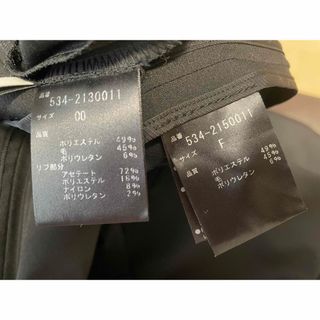 品番
534-2130011
サイズ
00
品質
ポリエステル 49%
毛 45%
ポリウレタン 6%
リブ部分
アセテート 72%
ポリエステル 18%
ナイロン 8%
ポリウレタン 2%
品番
534-2150011
サイズ
F
品質
ポリエステル 49%
毛 45%
ポリウレタン 6%